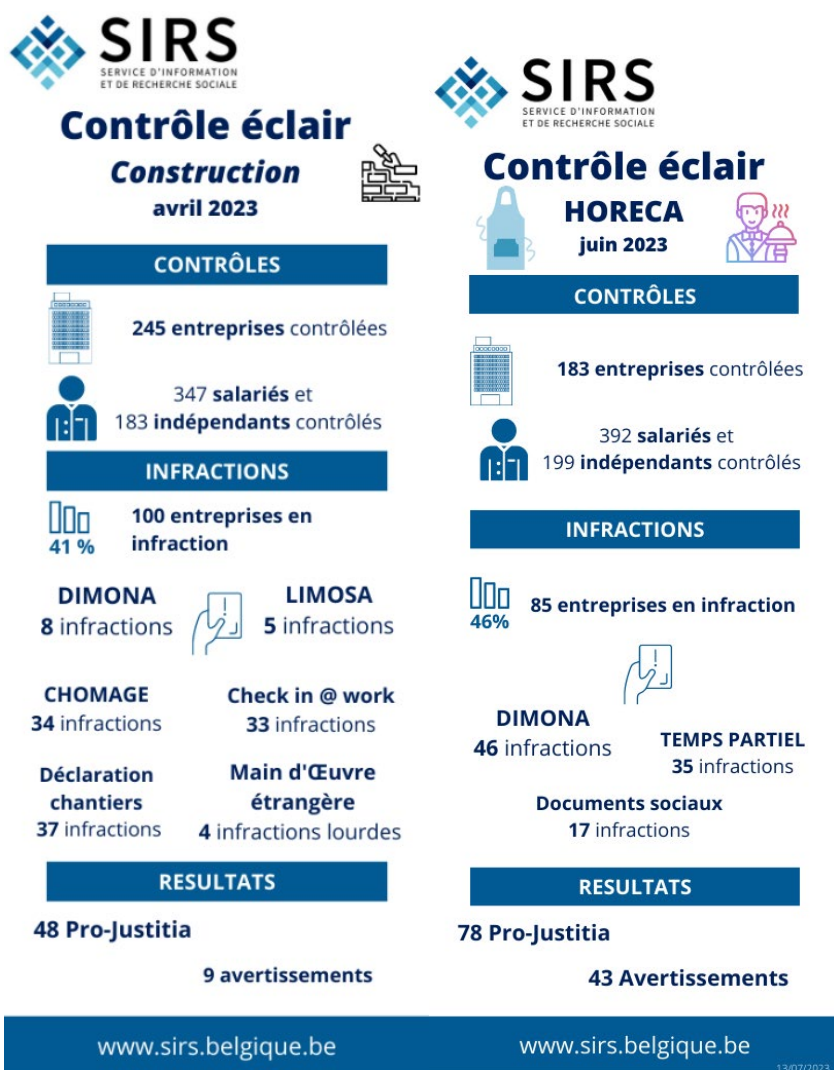 SIRS
SERVICE D'INFORMATION
ET DE RECHERCHE SOCIALE
Contrôle éclair
Construction
avril 2023
CONTRÔLES
245 entreprises contrôlées
347 salariés et
183 indépendants contrôlés
INFRACTIONS
41 %
100 entreprises en
infraction
DIMONA
8 infractions
LIMOSA
5 infractions
CHOMAGE
34 infractions
Check in @ work
33 infractions
Déclaration
chantiers
37 infractions
Main d'Œuvre
étrangère
4 infractions lourdes
RESULTATS
48 Pro-Justitia
9 avertissements
www.sirs.belgique.be
SIRS
SERVICE D'INFORMATION
ET DE RECHERCHE SOCIALE
Contrôle éclair
HORECA
juin 2023
CONTRÔLES
183 entreprises contrôlées
392 salariés et
199 indépendants contrôlés
INFRACTIONS
46%
85 entreprises en infraction
DIMONA
46 infractions
TEMPS PARTIEL
35 infractions
Documents sociaux
17 infractions
RESULTATS
78 Pro-Justitia
43 Avertissements
www.sirs.belgique.be
13/07/2023